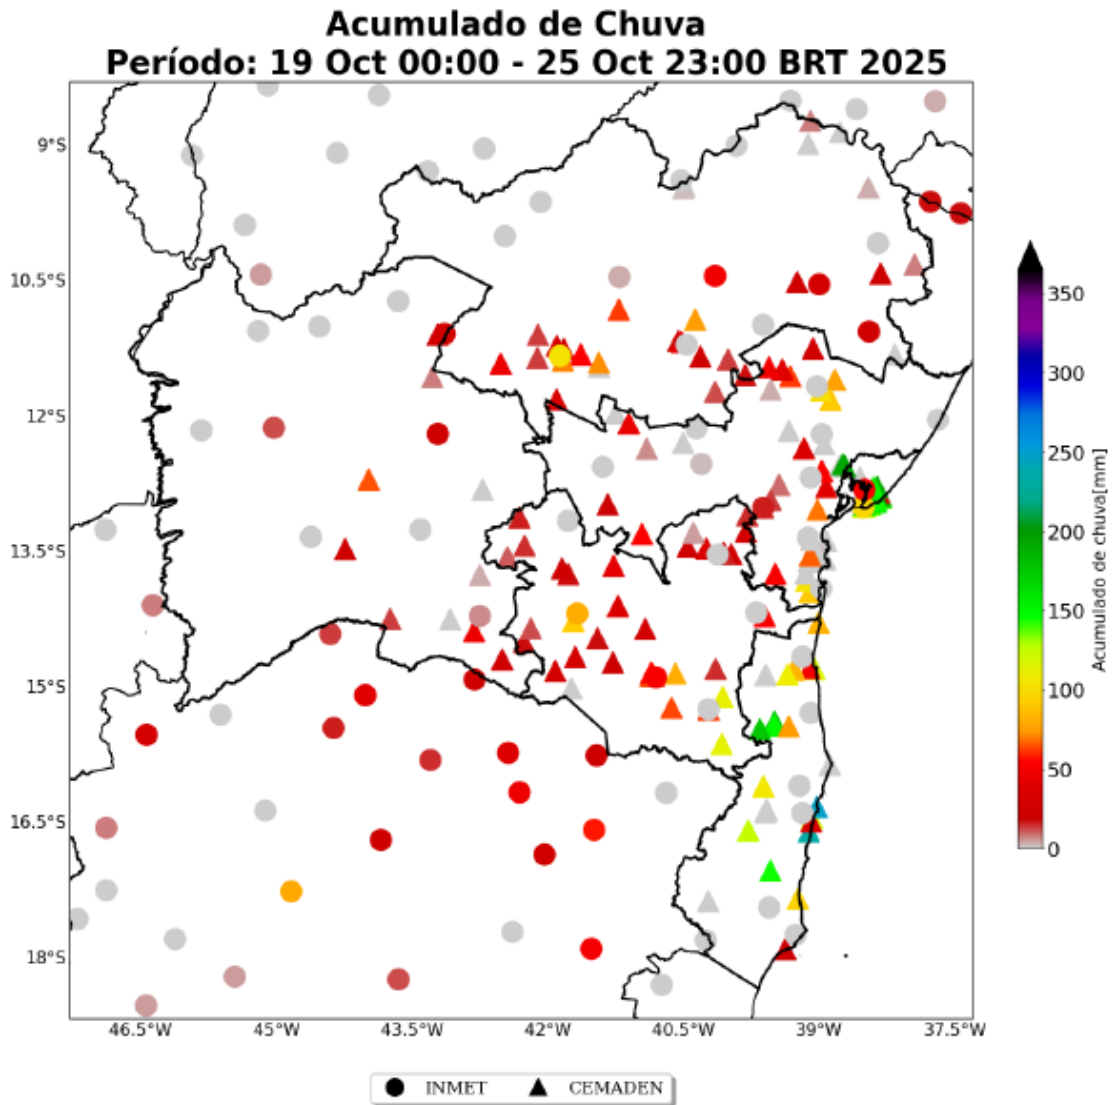 Acumulado de Chuva
Período: 19 Oct 00:00 - 25 Oct 23:00 BRT 2025
9°S
10.5°S
12°S
13.5°S
15°S
16.5°S
18°S
46.5°W
45°W
43.5°W
42°W
40.5°W
39°W
37.5°W
350
300
250
200
150
100
50
0
Acumulado de chuva[mm]
INMET
CEMADEN